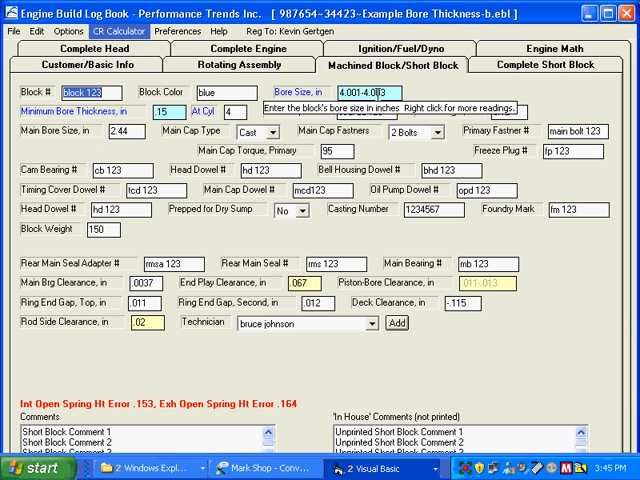 Engine Build Log Book - Performance Trends Inc. [ 987654~34423~Example Bore Thickness-b.ebl ]
File Edit Options CR Calculator Preferences Help Reg To: Kevin Gertgen
Complete Head Complete Engine Ignition/Fuel/Dyno Engine Math
Customer/Basic Info Rotating Assembly Machined Block/Short Block Complete Short Block
Block # block 123 Block Color blue Bore Size, in 4.001-4.003
Enter the block's bore size in inches Right click for more readings.
Minimum Bore Thickness, in .15 At Cyl 4
Main Bore Size, in 2.44 Main Cap Type Cast Main Cap Fastners 2 Bolts Primary Fastner # main bolt 123
Main Cap Torque, Primary 95 Freeze Plug # fp 123
Cam Bearing # cb 123 Head Dowel # hd 123 Bell Housing Dowel # bhd 123
Timing Cover Dowel # tcd 123 Main Cap Dowel # mcd123 Oil Pump Dowel # opd 123
Head Dowel # hd 123 Prepped for Dry Sump No Casting Number 1234567 Foundry Mark fm 123
Block Weight 150
Rear Main Seal Adapter # rmsa 123 Rear Main Seal # rms 123 Main Bearing # mb 123
Main Brg Clearance, in .0037 End Play Clearance, in .067 Piston-Bore Clearance, in .011-.013
Ring End Gap, Top, in .011 Ring End Gap, Second, in .012 Deck Clearance, in -.115
Rod Side Clearance, in .02 Technician bruce johnson Add
Int Open Spring Ht Error .153, Exh Open Spring Ht Error .164
Comments 'In House' Comments (not printed)
Short Block Comment 1 Unprinted Short Block Comment 1
Short Block Comment 2 Unprinted Short Block Comment 2
start 2 Windows Expl... Mark Shop - Conv... 2 Visual Basic 3:45 PM